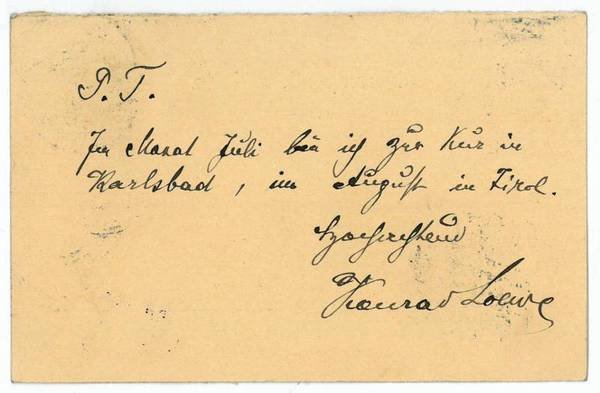 P. T.
Im Monat Juli bin ich zur Kur in
Karlsbad, im August in Tirol.
Hochachtend
Konrad Loewe